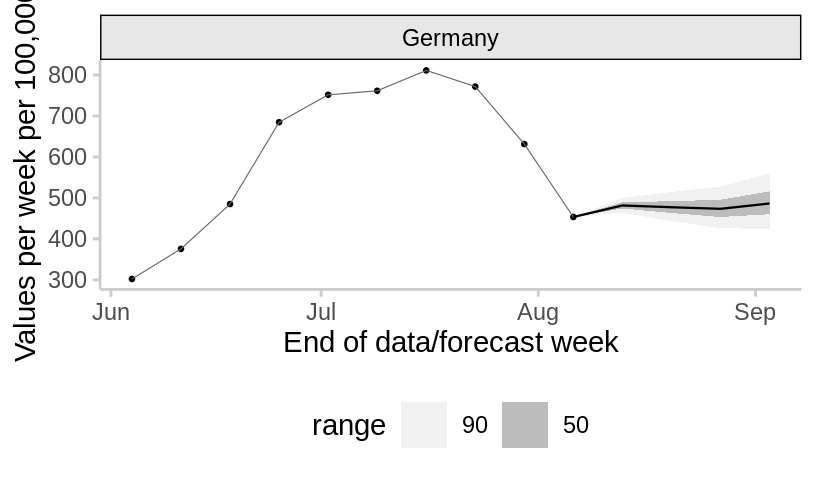 Germany
Values per week per 100,000
800
700
600
500
400
300
Jun Jul Aug Sep
End of data/forecast week
range 90 50